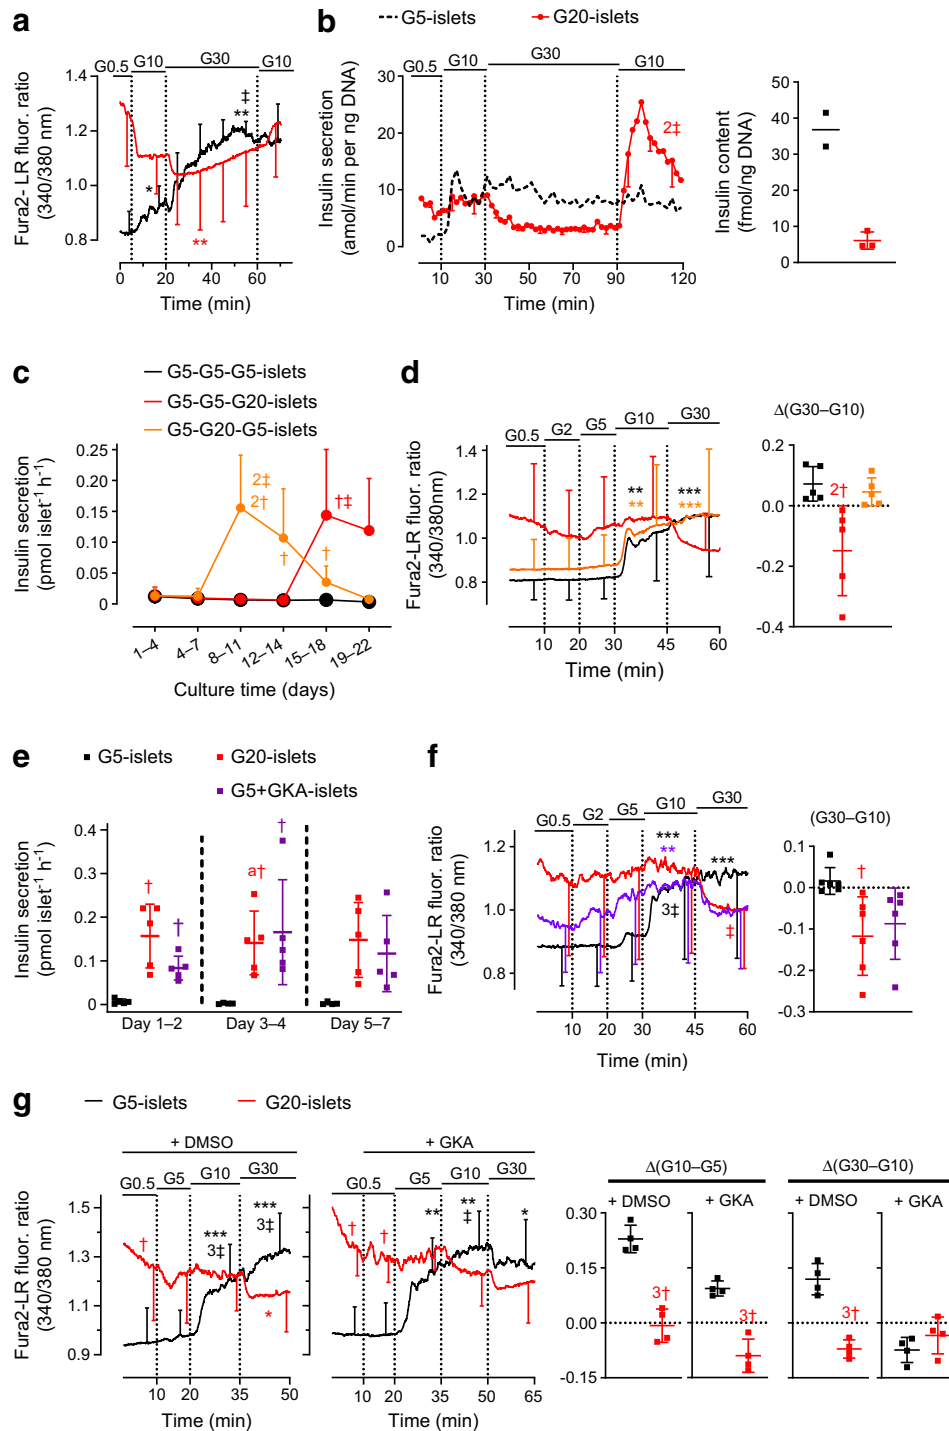 a
G0.5 G10 G30 G10
Fura2- LR fluor. ratio
(340/380 nm)
1.4
1.2
1.0
0.8
*
‡
**
**
0 20 40 60
Time (min)
b
G5-islets G20-islets
G0.5 G10 G30 G10
Insulin secretion
(amol/min per ng DNA)
30
20
10
0
2‡
10 30 50 70 90 120
Time (min)
Insulin content
(fmol/ng DNA)
50
40
30
20
10
0
c
G5-G5-G5-islets
G5-G5-G20-islets
G5-G20-G5-islets
Insulin secretion
(pmol islet-1 h-1)
0.25
0.20
0.15
0.10
0.05
0
2‡
2†
†
†
†‡
1–4 4–7 8–11 12–14 15–18 19–22
Culture time (days)
d
G0.5 G2 G5 G10 G30
Fura2-LR fluor. ratio
(340/380nm)
1.4
1.2
1.0
0.8
** ***
** ***
10 20 30 45 60
Time (min)
Δ(G30–G10)
0.2
0.0
-0.2
-0.4
2†
e
G5-islets G20-islets
G5+GKA-islets
Insulin secretion
(pmol islet-1 h-1)
0.4
0.3
0.2
0.1
0
†
†
a†
†
Day 1–2 Day 3–4 Day 5–7
f
G0.5 G2 G5 G10 G30
Fura2-LR fluor. ratio
(340/380 nm)
1.2
1.0
0.8
***
**
3‡
***
‡
10 20 30 45 60
Time (min)
(G30–G10)
0.1
0.0
-0.1
-0.2
-0.3
†
g
G5-islets G20-islets
+ DMSO
G0.5 G5 G10 G30
Fura2-LR fluor. ratio
(340/380 nm)
1.5
1.3
1.1
0.9
†
***
3‡
***
3‡
*
10 20 35 50
Time (min)
+ GKA
G0.5 G5 G10 G30
† †
**
**
‡
*
10 20 35 50 65
Time (min)
Δ(G10–G5) Δ(G30–G10)
+ DMSO + GKA + DMSO + GKA
0.30
0.15
0.00
-0.15
3† 3† 3†